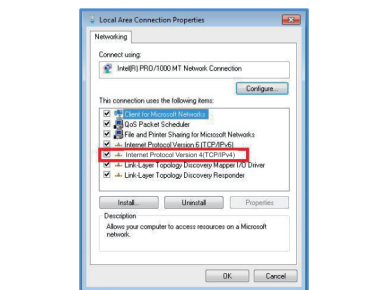 Local Area Connection Properties
Networking
Connect using:
Intel(R) PRO/1000 MT Network Connection
Configure...
This connection uses the following items:
Client for Microsoft Networks
QoS Packet Scheduler
File and Printer Sharing for Microsoft Networks
Internet Protocol Version 6 (TCP/IPv6)
Internet Protocol Version 4(TCP/IPv4)
Link-Layer Topology Discovery Mapper I/O Driver
Link-Layer Topology Discovery Responder
Install...
Uninstall
Properties
Description
Allows your computer to access resources on a Microsoft
network.
OK
Cancel